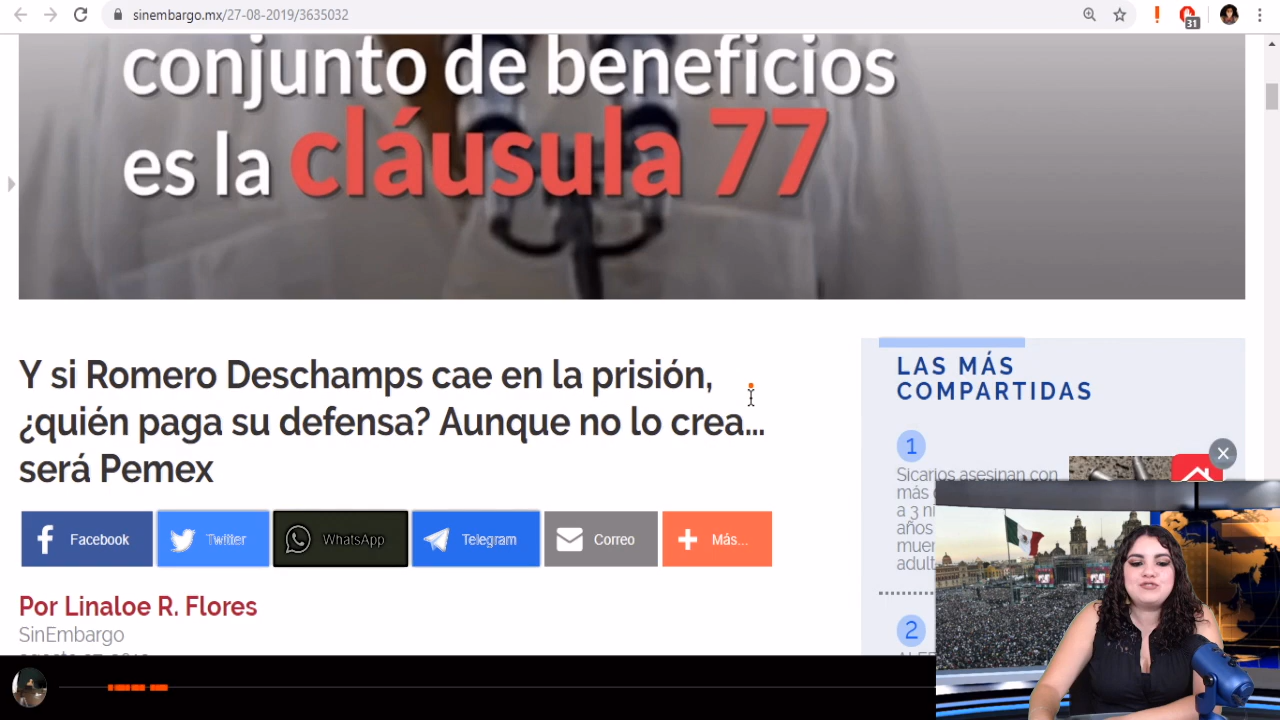 sinembargo.mx/27-08-2019/3635032
31
conjunto de beneficios
es la cláusula 77
Y si Romero Deschamps cae en la prisión,
¿quién paga su defensa? Aunque no lo crea...
será Pemex
Facebook
Twitter
WhatsApp
Telegram
Correo
Más...
Por Linaloe R. Flores
SinEmbargo
LAS MÁS
COMPARTIDAS
1
Sicarios asesinan con
más
a 3
años
adult
2